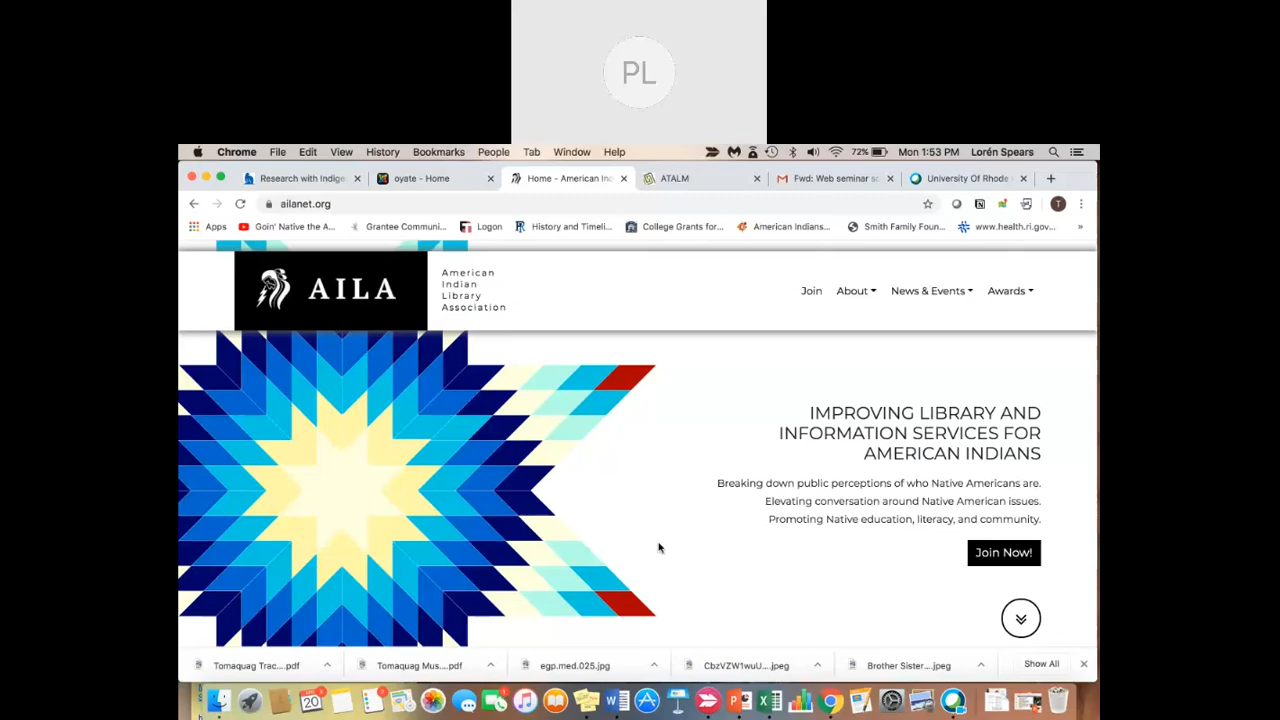 PL
Chrome File Edit View History Bookmarks People Tab Window Help 72% Mon 1:53 PM Lorén Spears
Research with Indige
oyate - Home
Home - American Ind
ATALM
Fwd: Web seminar sc
University Of Rhode
ailanet.org
T
Apps Goin' Native the A... Grantee Communi... Logon History and Timeli... College Grants for... American Indians... Smith Family Foun... www.health.ri.gov... »
AILA
American
Indian
Library
Association
Join About News & Events Awards
IMPROVING LIBRARY AND
INFORMATION SERVICES FOR
AMERICAN INDIANS
Breaking down public perceptions of who Native Americans are.
Elevating conversation around Native American issues.
Promoting Native education, literacy, and community.
Join Now!
Tomaquag Trac....pdf
Tomaquag Mus....pdf
egp.med.025.jpg
CbzVZW1wuU....jpeg
Brother Sister....jpeg
Show All
20